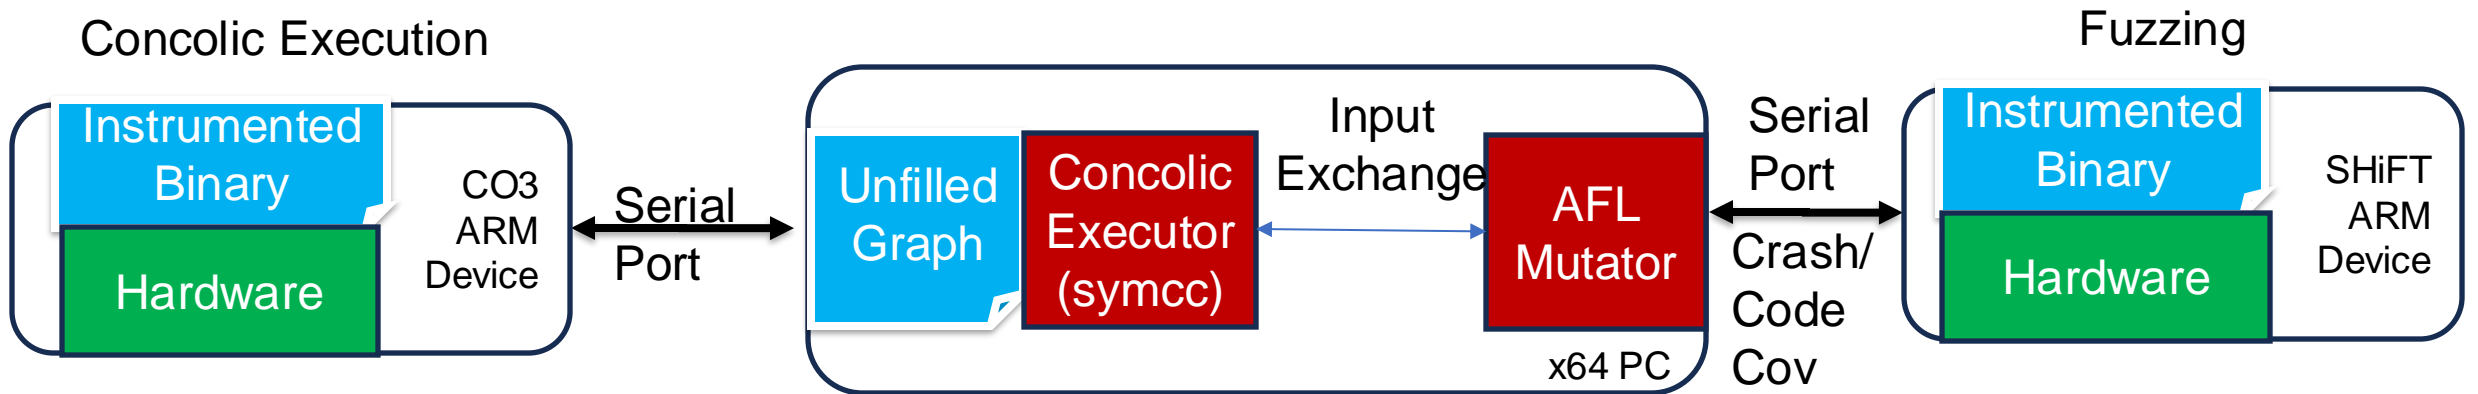 Concolic Execution
Instrumented
Binary
Hardware
CO3
ARM
Device
Serial
Port
Unfilled
Graph
Concolic
Executor
(symcc)
Input
Exchange
AFL
Mutator
x64 PC
Serial
Port
Crash/
Code
Cov
Fuzzing
Instrumented
Binary
Hardware
SHiFT
ARM
Device